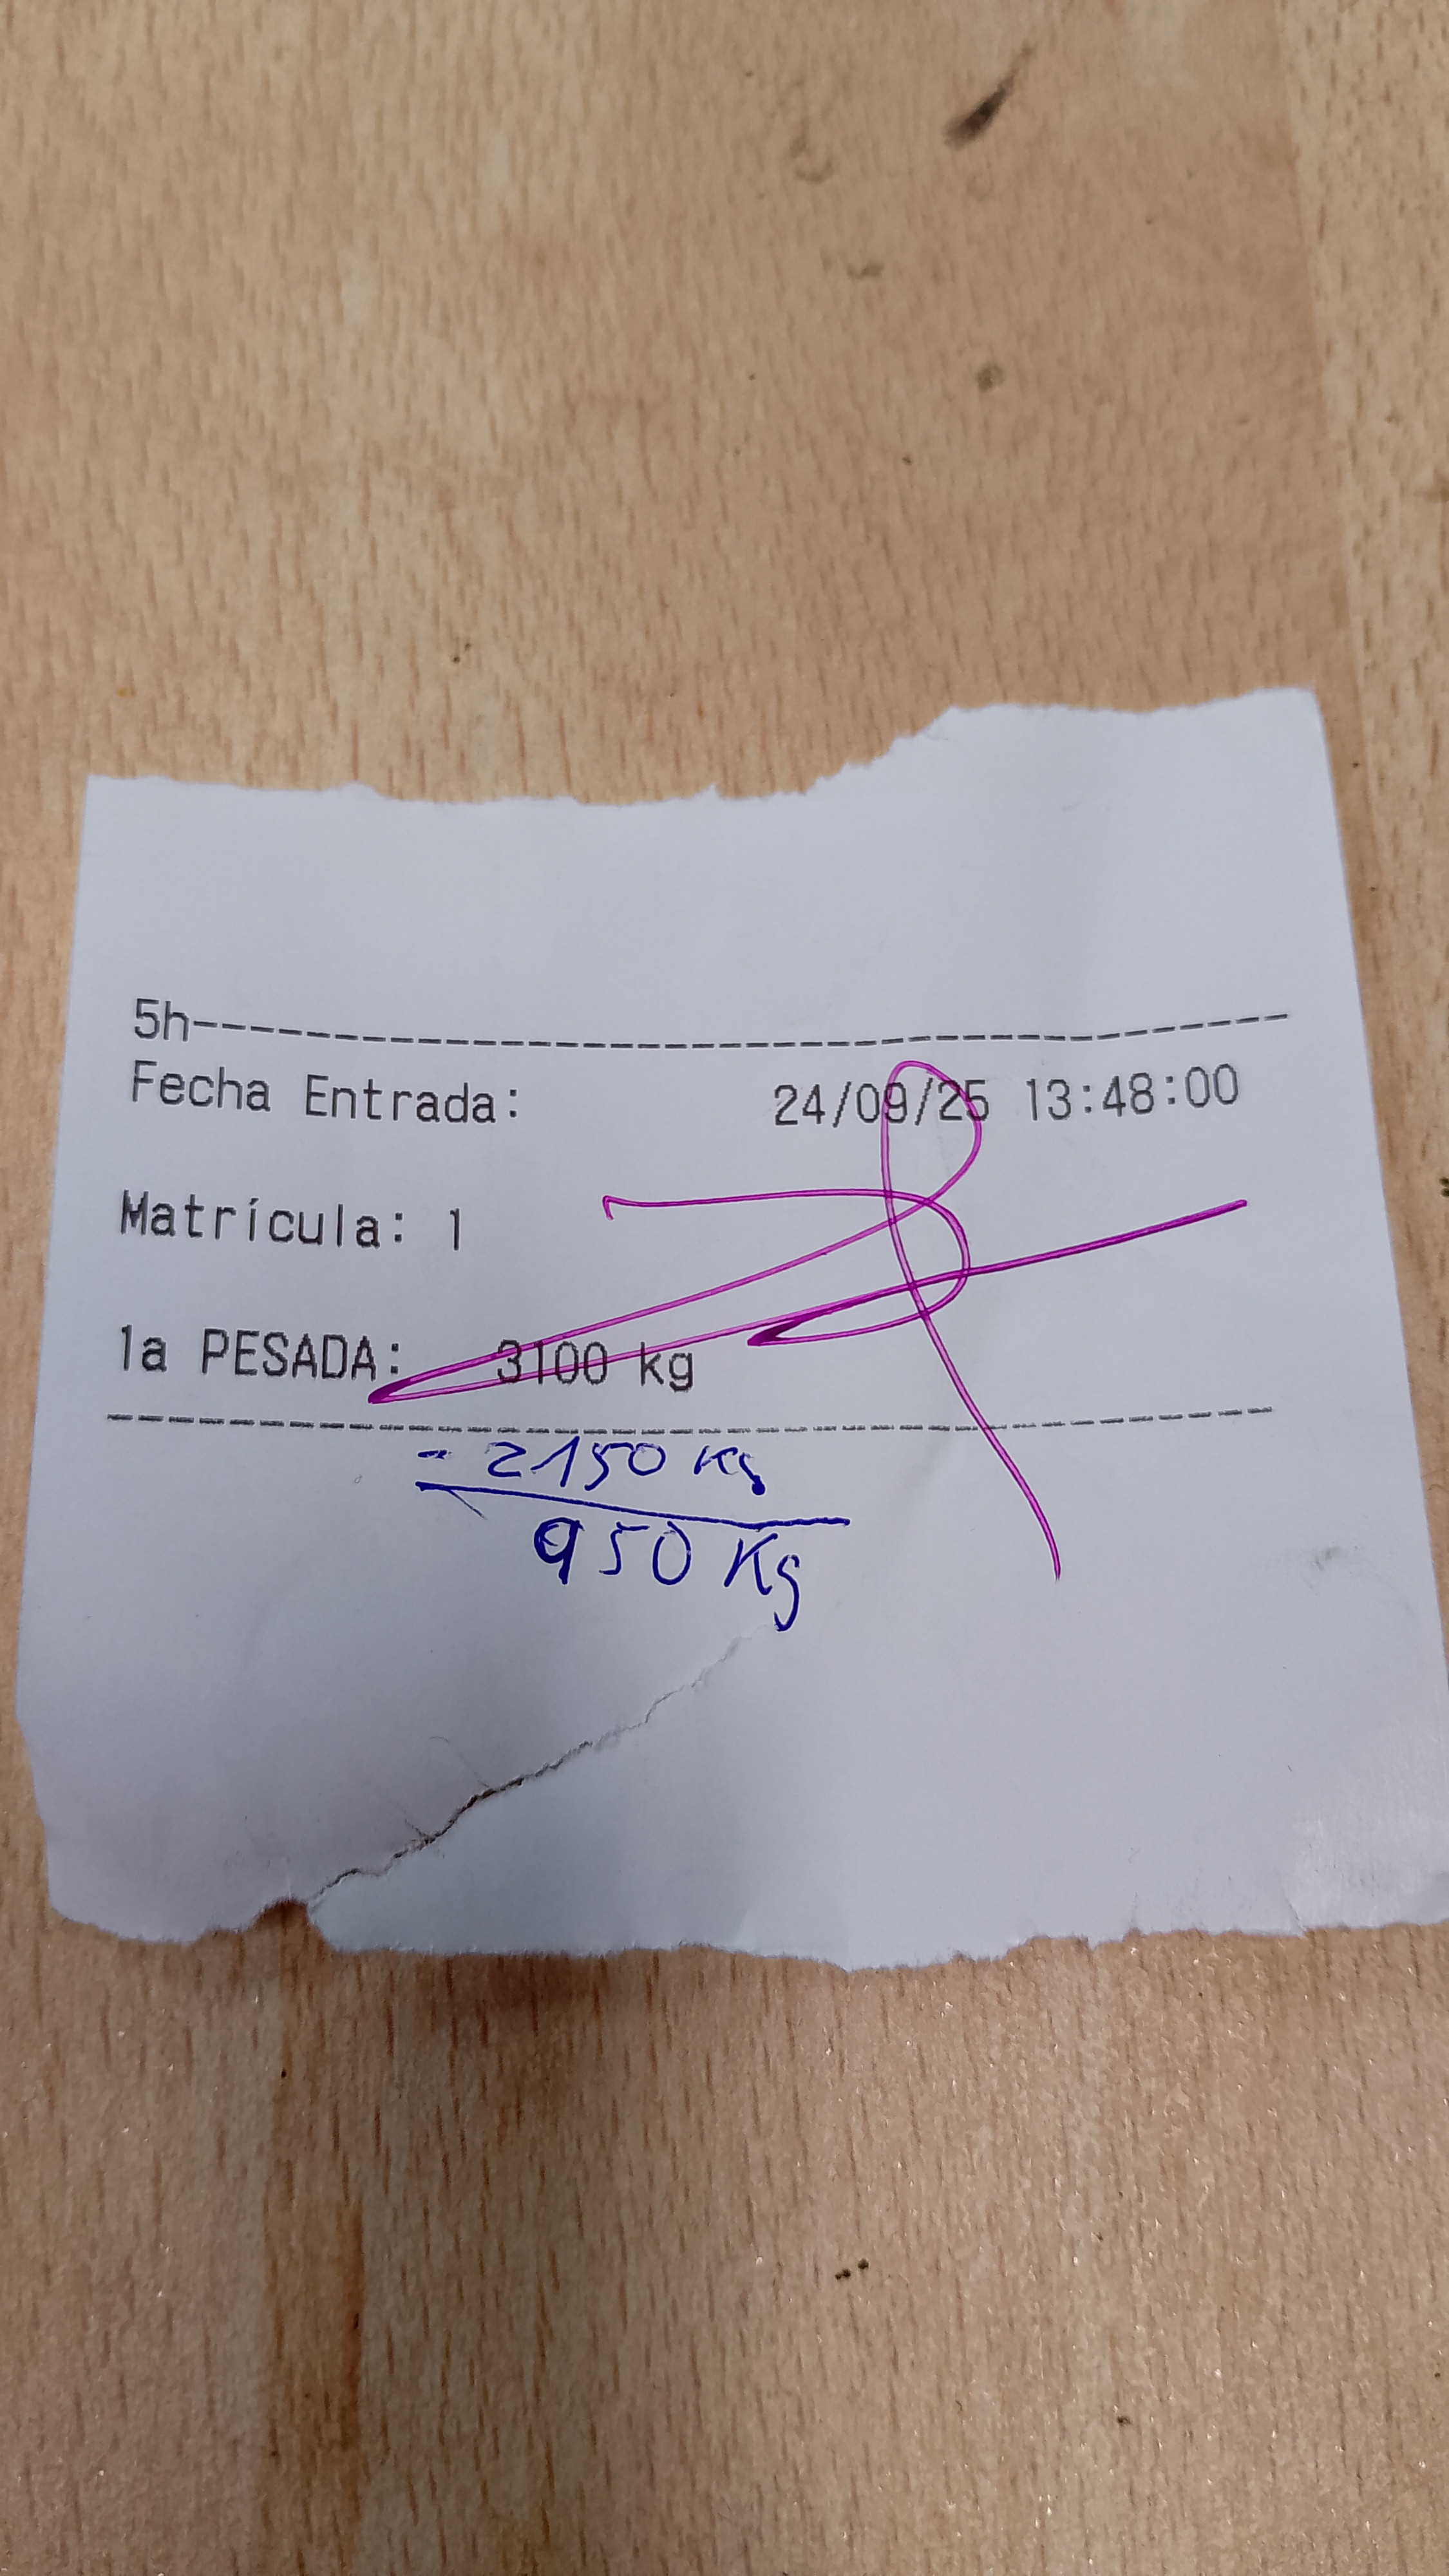 5h------------------------------------------------
Fecha Entrada: 24/09/25 13:48:00
Matrícula: 1
1a PESADA: 3100 kg
------------------------------------------------
- 2150 Kg
950 Kg